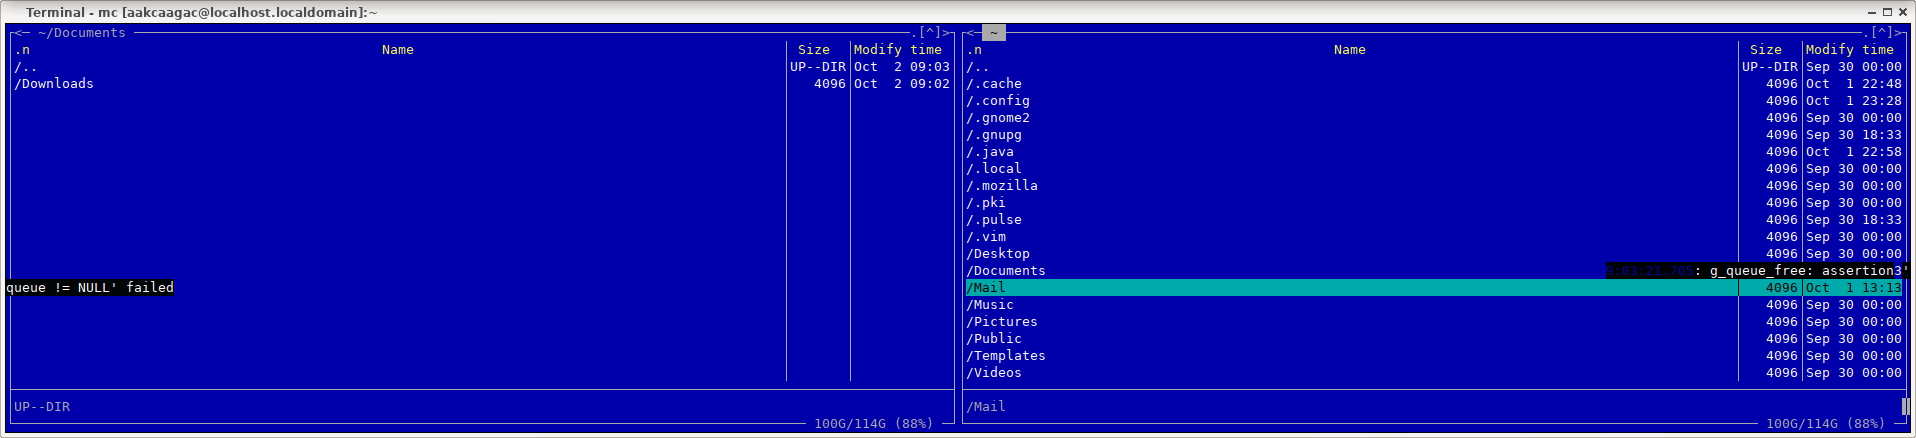 Terminal - mc [aakcaagac@localhost.localdomain]:~
<─ ~/Documents .[^]>
.n Name Size Modify time
/.. UP--DIR Oct  2 09:03
/Downloads 4096 Oct  2 09:02
queue != NULL' failed
UP--DIR
100G/114G (88%)
<─ ~ .[^]>
.n Name Size Modify time
/.. UP--DIR Sep 30 00:00
/.cache 4096 Oct  1 22:48
/.config 4096 Oct  1 23:28
/.gnome2 4096 Sep 30 00:00
/.gnupg 4096 Sep 30 18:33
/.java 4096 Oct  1 22:58
/.local 4096 Sep 30 00:00
/.mozilla 4096 Sep 30 00:00
/.pki 4096 Sep 30 00:00
/.pulse 4096 Sep 30 18:33
/.vim 4096 Sep 30 00:00
/Desktop 4096 Sep 30 00:00
/Documents : g_queue_free: assertion3'
/Mail 4096 Oct  1 13:13
/Music 4096 Sep 30 00:00
/Pictures 4096 Sep 30 00:00
/Public 4096 Sep 30 00:00
/Templates 4096 Sep 30 00:00
/Videos 4096 Sep 30 00:00
/Mail
100G/114G (88%)